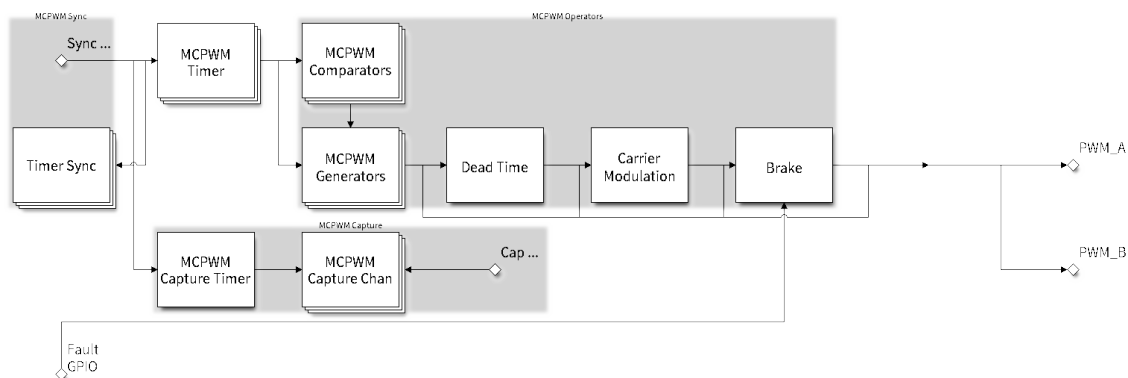 MCPWM Sync
MCPWM Operators
Sync ...
MCPWM
Timer
MCPWM
Comparators
Timer Sync
MCPWM
Generators
Dead Time
Carrier
Modulation
Brake
PWM_A
MCPWM Capture
MCPWM
Capture Timer
MCPWM
Capture Chan
Cap ...
PWM_B
Fault
GPIO